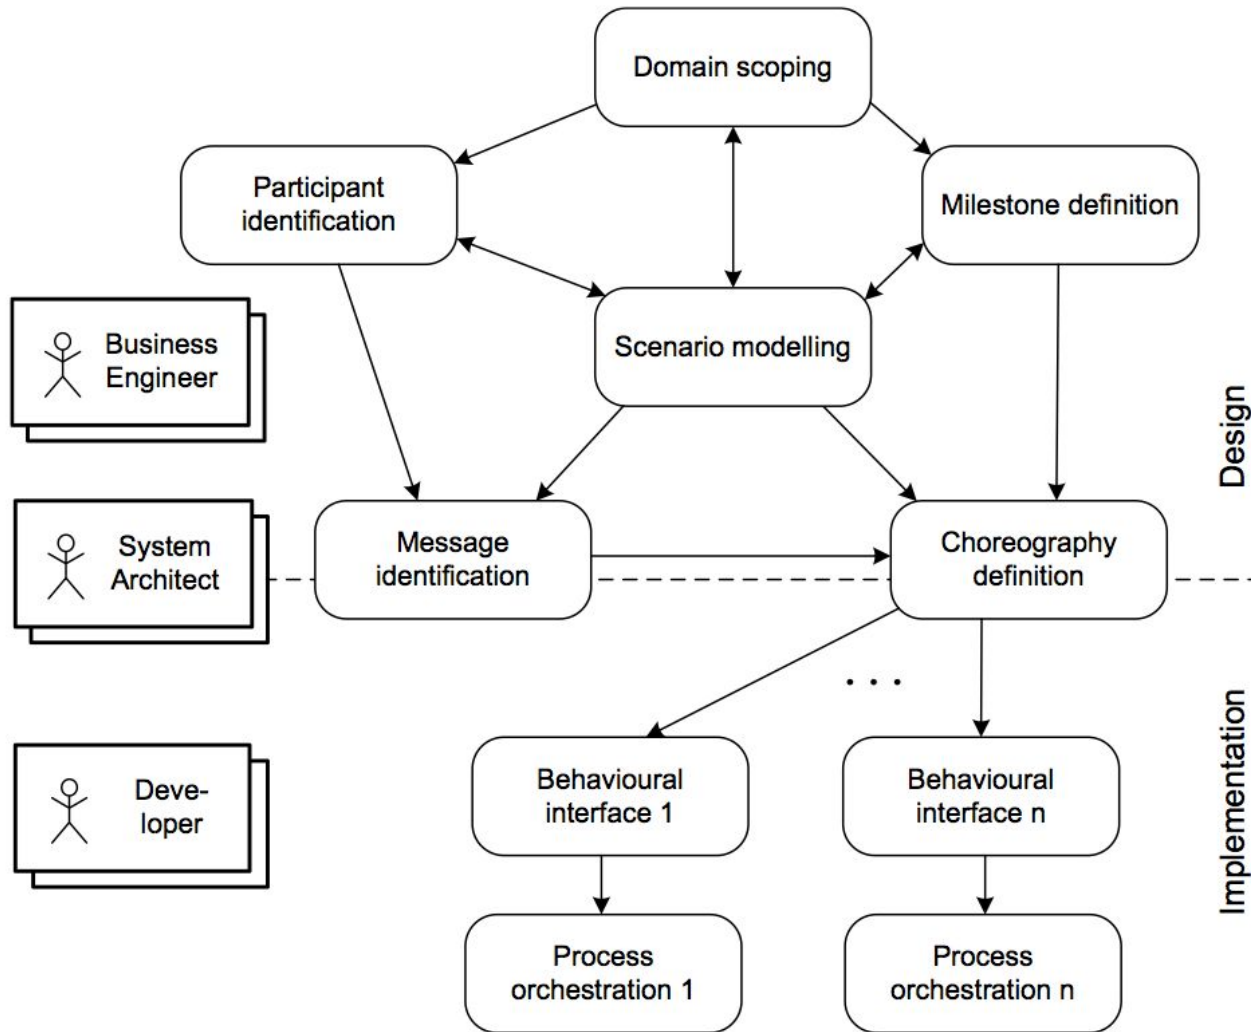 Domain scoping
Participant
identification
Milestone definition
Scenario modelling
Business
Engineer
Design
System
Architect
Message
identification
Choreography
definition
. . .
Deve-
loper
Behavioural
interface 1
Behavioural
interface n
Implementation
Process
orchestration 1
Process
orchestration n